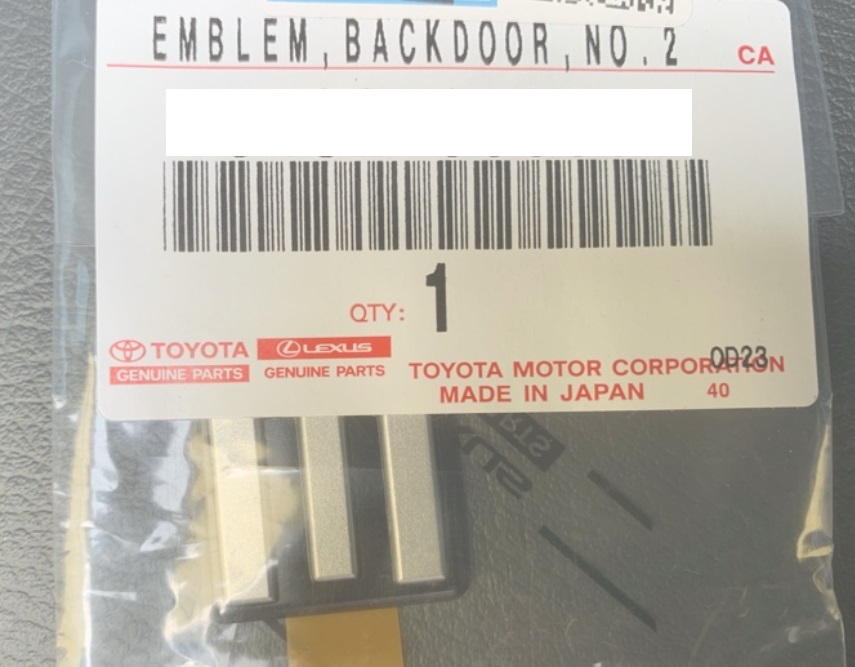 EMBLEM,BACKDOOR,NO.2
CA
QTY: 1
TOYOTA
GENUINE PARTS
LEXUS
GENUINE PARTS
0D23
TOYOTA MOTOR CORPORATION
MADE IN JAPAN 40